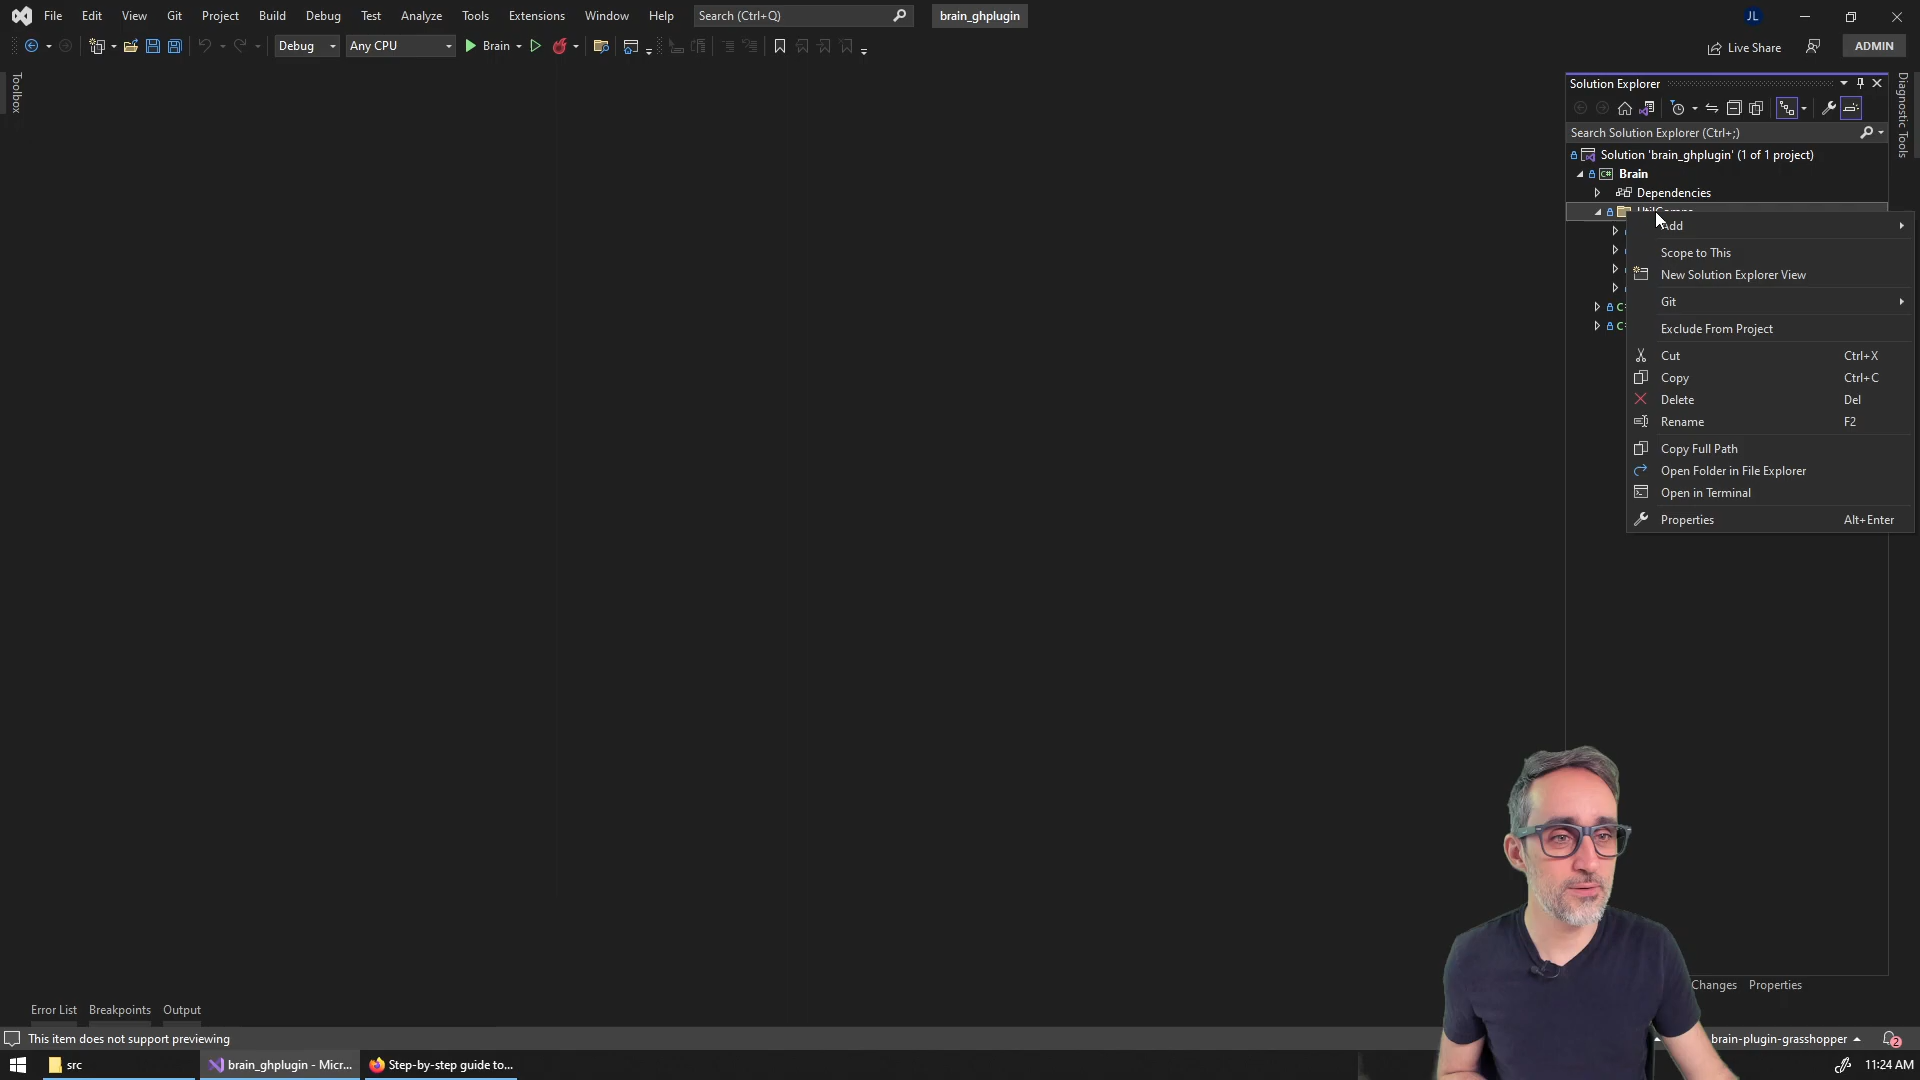 File Edit View Git Project Build Debug Test Analyze Tools Extensions Window Help Search (Ctrl+Q) brain_ghplugin JL
Debug Any CPU Brain Live Share ADMIN
Toolbox
Solution Explorer
Diagnostic Tools
Search Solution Explorer (Ctrl+;)
Solution 'brain_ghplugin' (1 of 1 project)
C# Brain
Dependencies
Add
Scope to This
New Solution Explorer View
Git
Exclude From Project
Cut Ctrl+X
Copy Ctrl+C
Delete Del
Rename F2
Copy Full Path
Open Folder in File Explorer
Open in Terminal
Properties Alt+Enter
Changes Properties
Error List Breakpoints Output
This item does not support previewing
brain-plugin-grasshopper 2
src brain_ghplugin - Micr... Step-by-step guide to... 11:24 AM